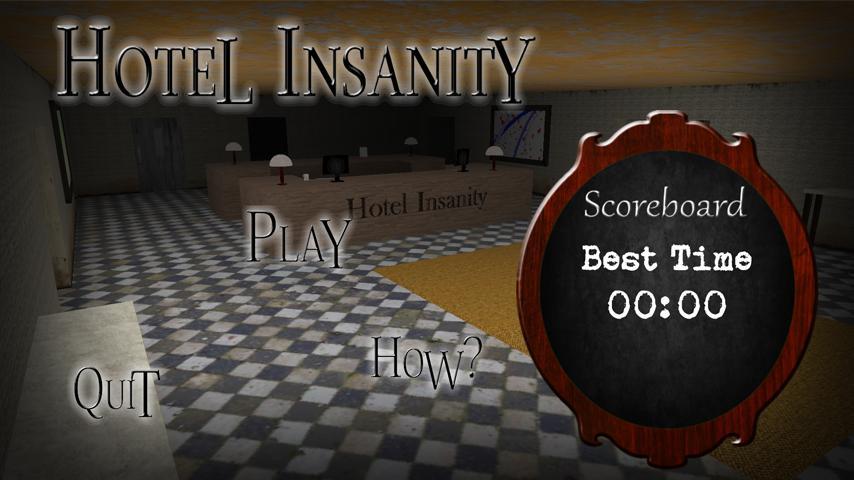 Hotel Insanity
Hotel Insanity
Play
Scoreboard
Best Time
00:00
How?
Quit